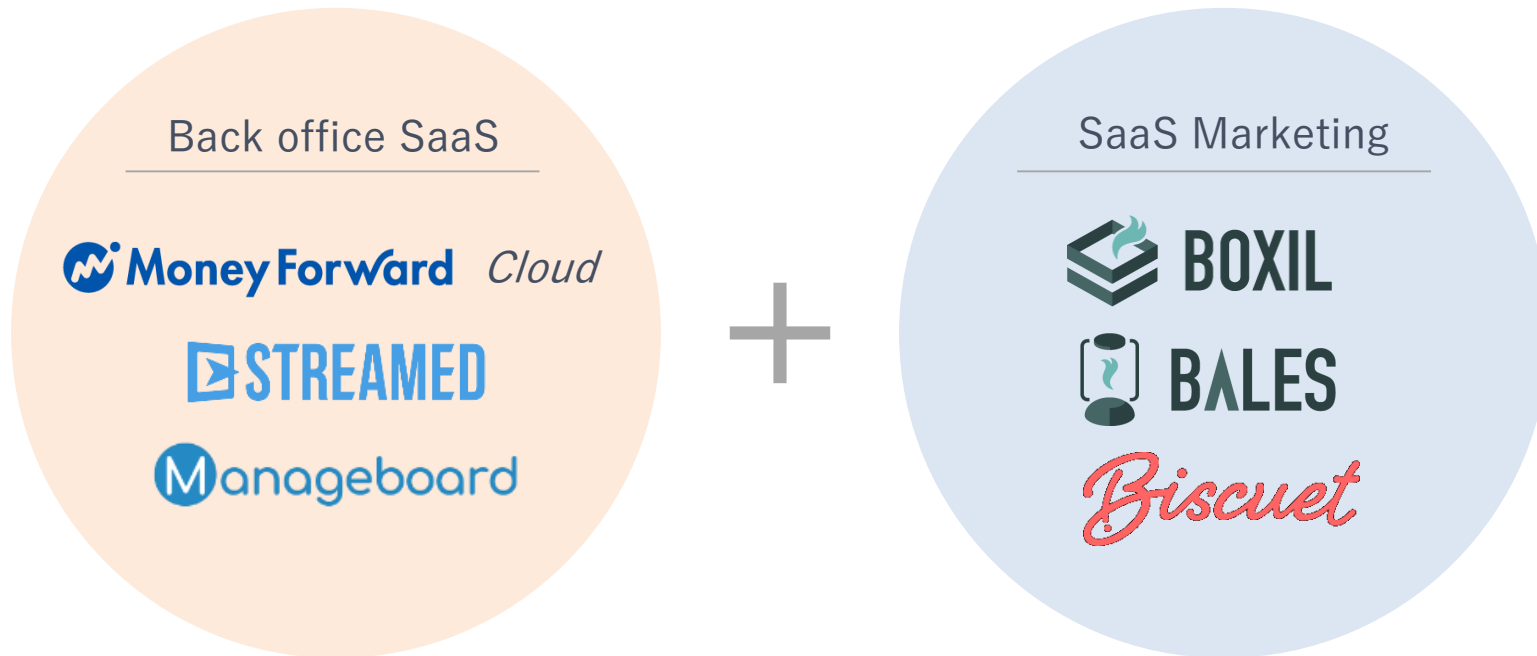 Back office SaaS
Money Forward Cloud
STREAMED
Manageboard
SaaS Marketing
BOXIL
BALES
Biscuet